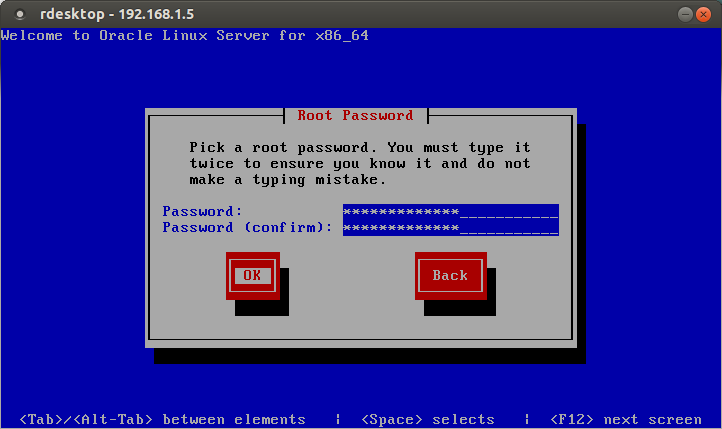 rdesktop - 192.168.1.5
Welcome to Oracle Linux Server for x86_64
Root Password
Pick a root password. You must type it
twice to ensure you know it and do not
make a typing mistake.
Password: *************___________
Password (confirm): *************___________
OK Back
<Tab>/<Alt-Tab> between elements | <Space> selects | <F12> next screen